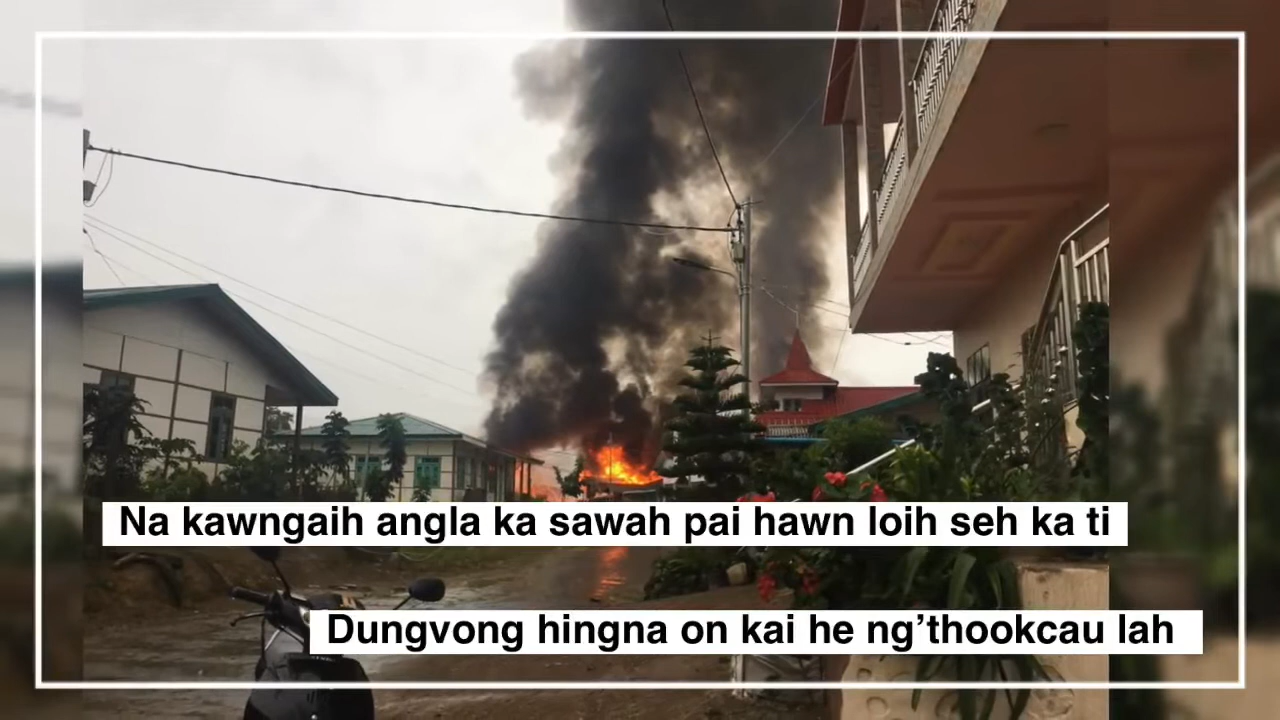 Na kawngaih angla ka sawah pai hawn loih seh ka ti
Dungvong hingna on kai he ng’thookcau lah